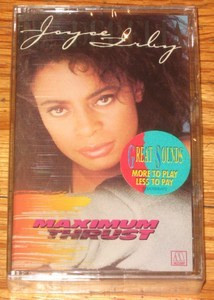 Joyce Irby
GREAT SOUNDS
MORE TO PLAY
LESS TO PAY
MAXIMUM
THRUST